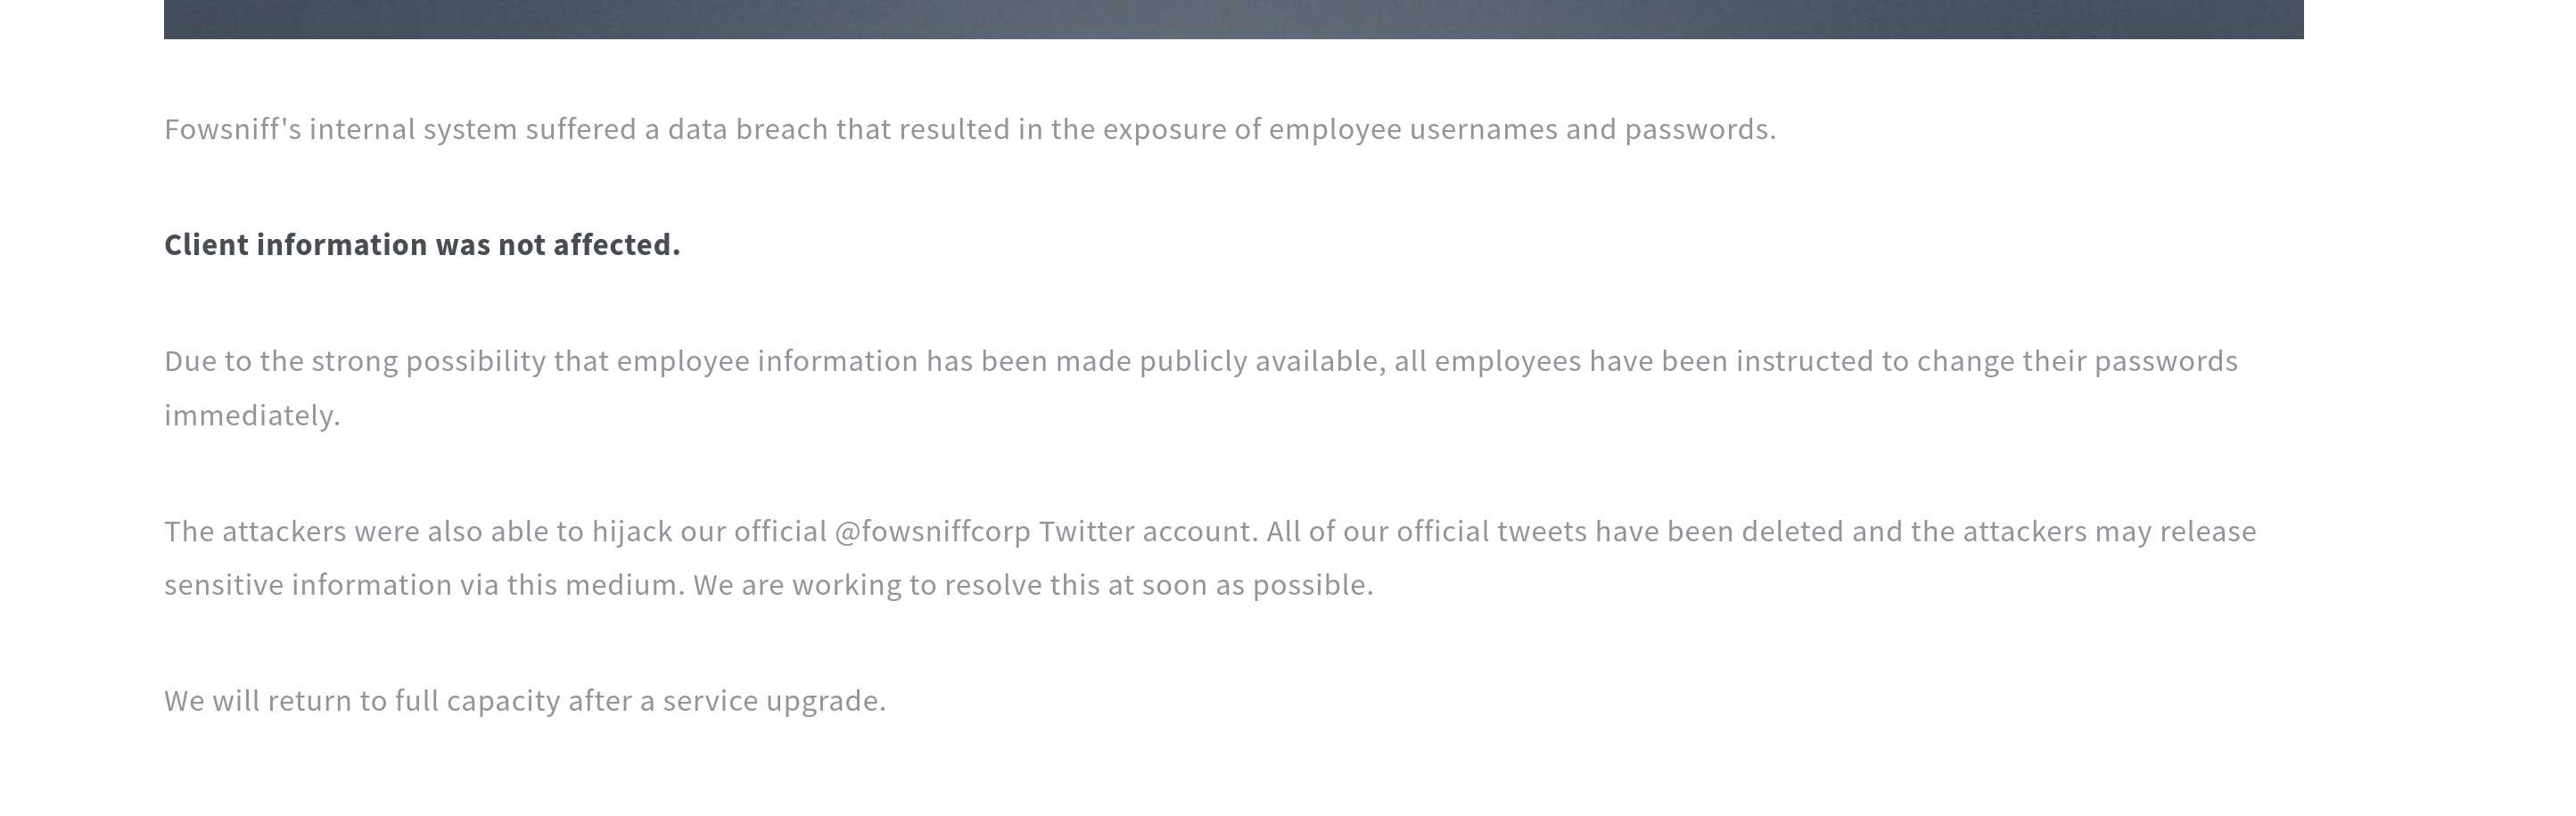 Fowsniff's internal system suffered a data breach that resulted in the exposure of employee usernames and passwords.
Client information was not affected.
Due to the strong possibility that employee information has been made publicly available, all employees have been instructed to change their passwords
immediately.
The attackers were also able to hijack our official @fowsniffcorp Twitter account. All of our official tweets have been deleted and the attackers may release
sensitive information via this medium. We are working to resolve this at soon as possible.
We will return to full capacity after a service upgrade.